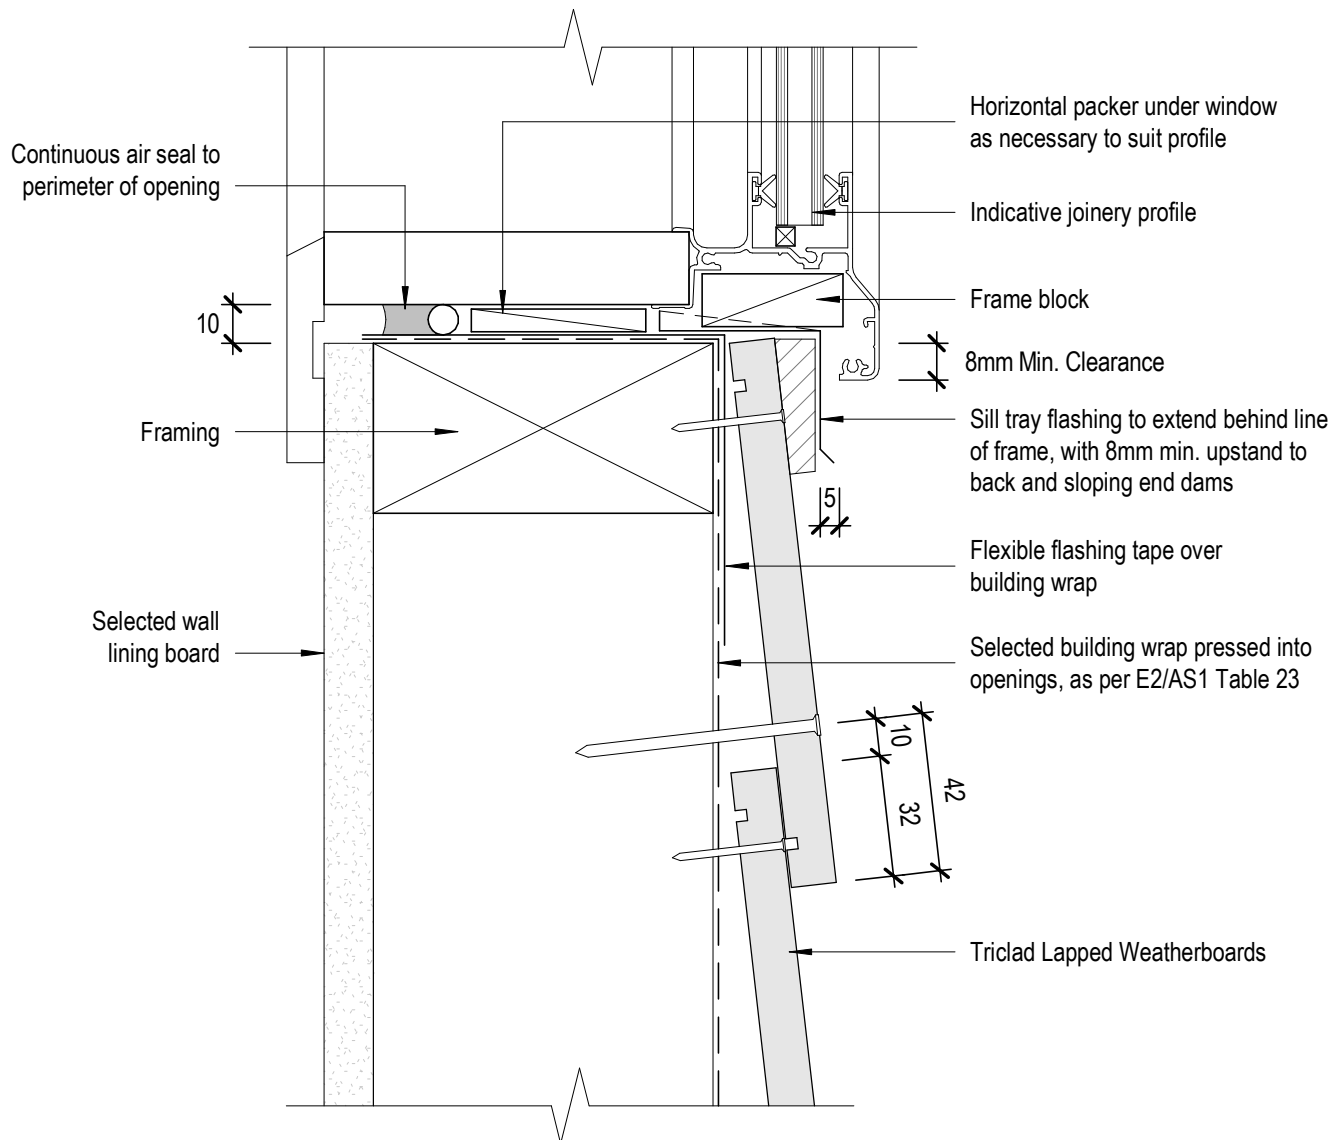 Continuous air seal to
perimeter of opening
10
Framing
Selected wall
lining board
Horizontal packer under window
as necessary to suit profile
Indicative joinery profile
Frame block
8mm Min. Clearance
Sill tray flashing to extend behind line
of frame, with 8mm min. upstand to
back and sloping end dams
5
Flexible flashing tape over
building wrap
Selected building wrap pressed into
openings, as per E2/AS1 Table 23
10
42
32
Triclad Lapped Weatherboards